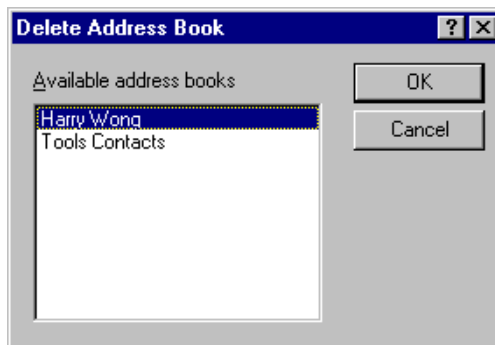 Delete Address Book
Available address books
Harry Wong
Tools Contacts
OK
Cancel